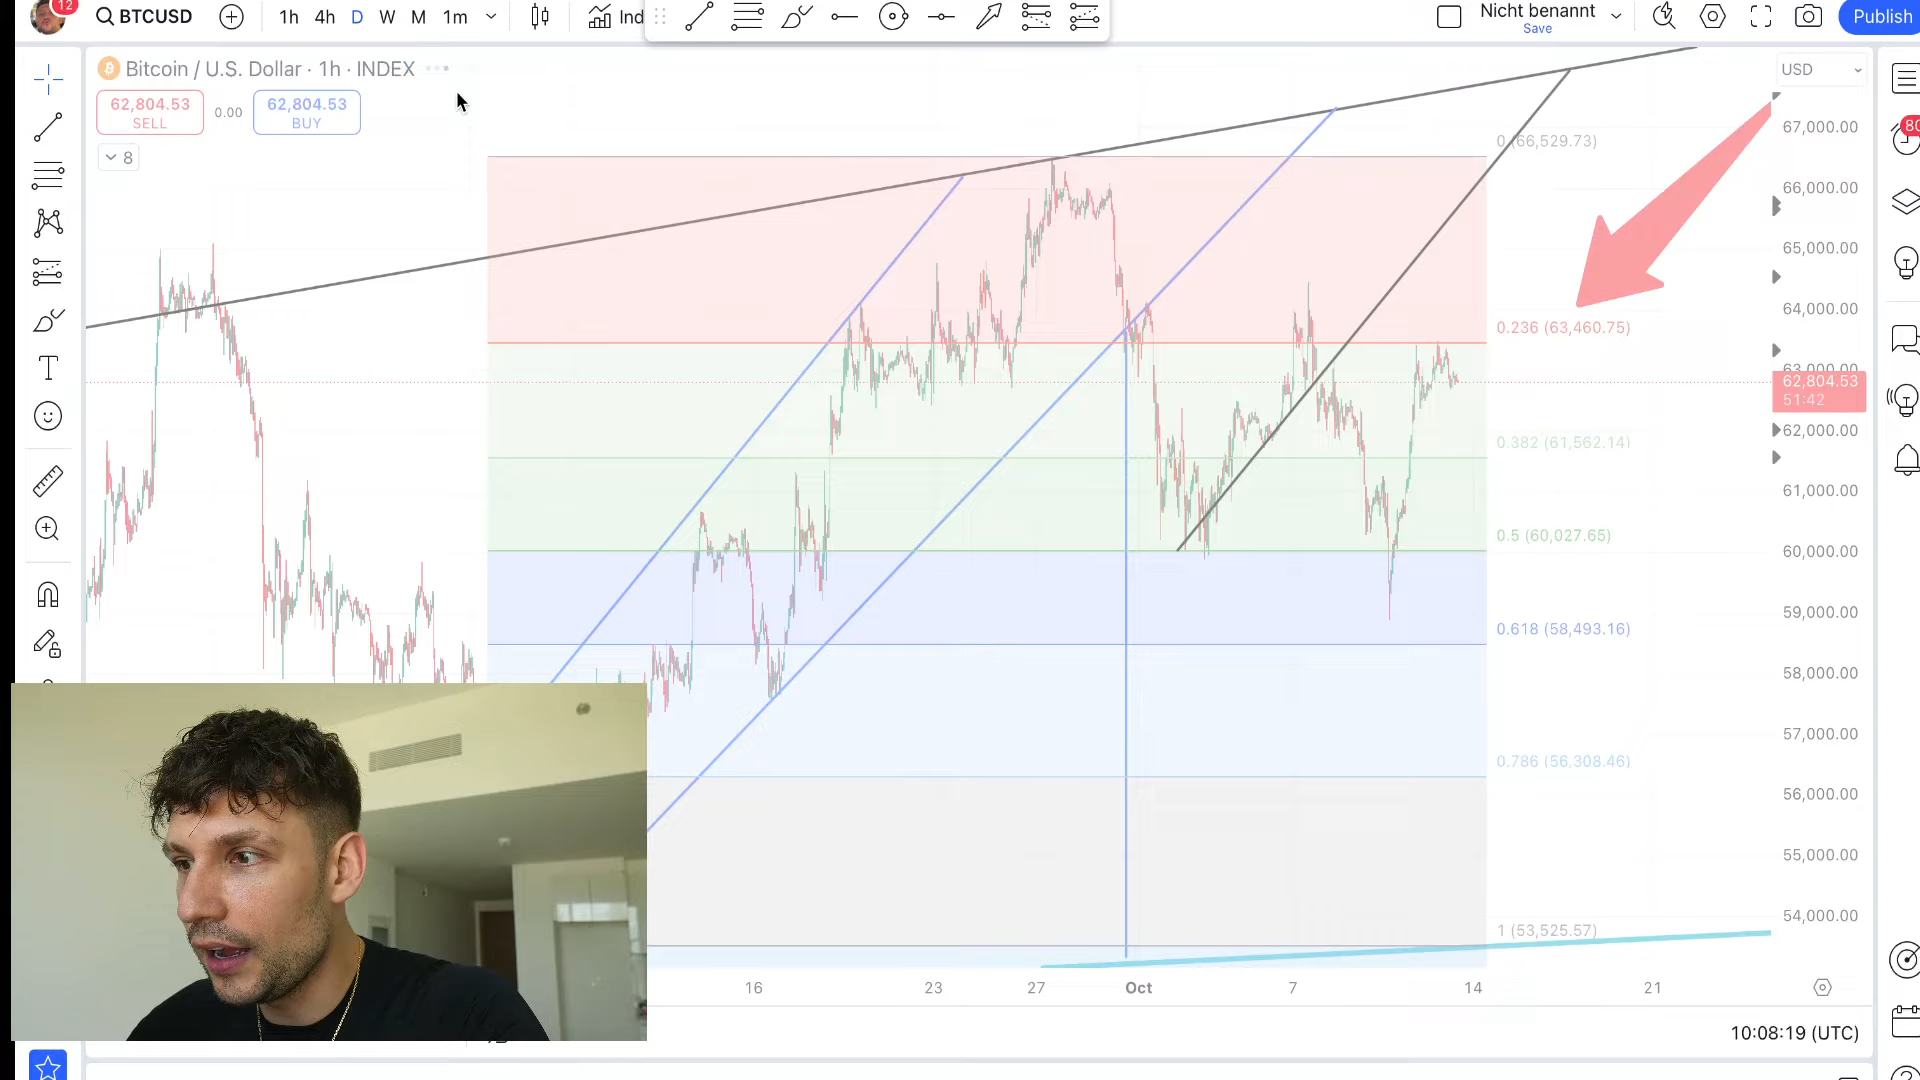 12
BTCUSD
1h 4h D W M 1m
Ind
Nicht benannt
Save
Publish
Bitcoin / U.S. Dollar · 1h · INDEX
62,804.53
SELL
0.00
62,804.53
BUY
8
USD
80
67,000.00
66,000.00
65,000.00
64,000.00
63,000.00
62,804.53
51:42
62,000.00
61,000.00
60,000.00
59,000.00
58,000.00
57,000.00
56,000.00
55,000.00
54,000.00
0 (66,529.73)
0.236 (63,460.75)
0.382 (61,562.14)
0.5 (60,027.65)
0.618 (58,493.16)
0.786 (56,308.46)
1 (53,525.57)
16 23 27 Oct 7 14 21
10:08:19 (UTC)